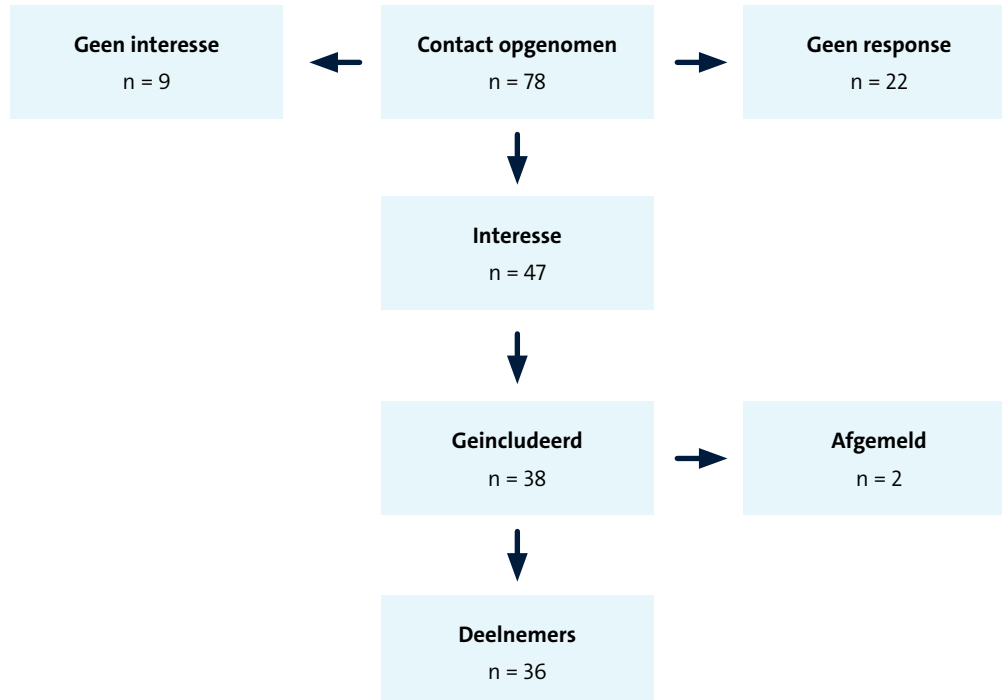 Geen interesse
n = 9
Contact opgenomen
n = 78
Geen response
n = 22
Interesse
n = 47
Geincludeerd
n = 38
Afgemeld
n = 2
Deelnemers
n = 36